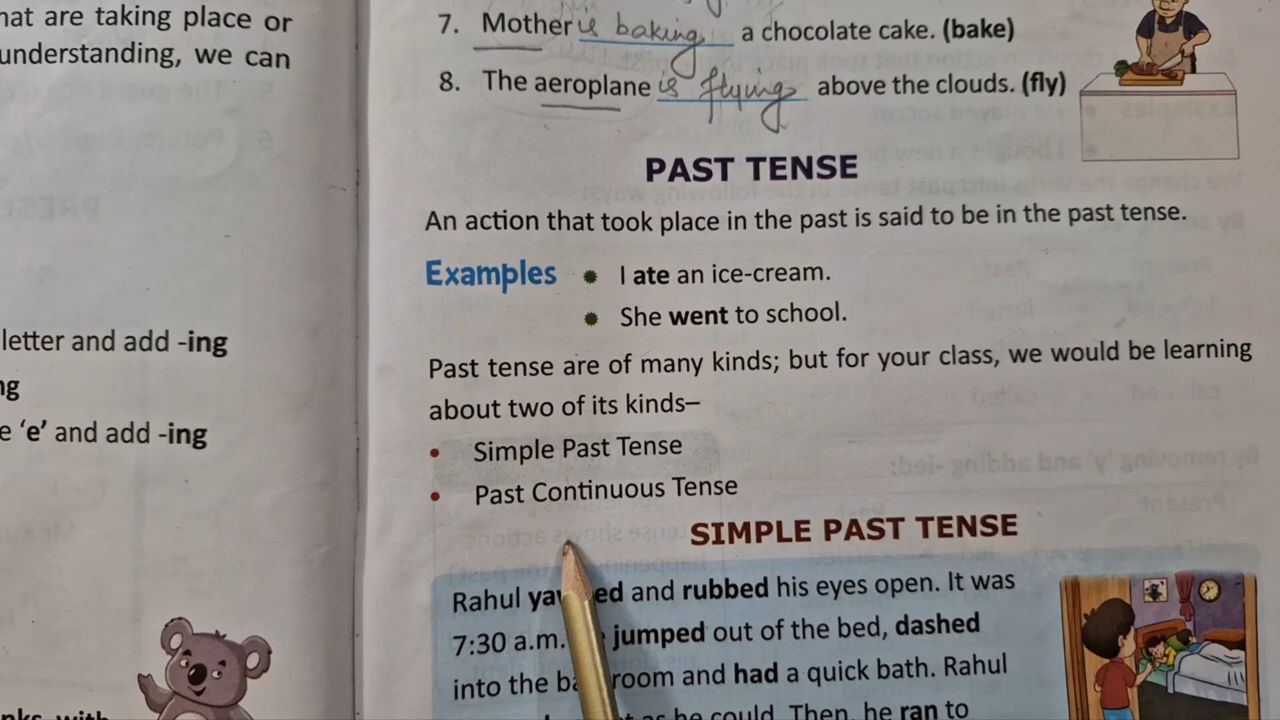 hat are taking place or
understanding, we can
letter and add -ing
ng
e 'e' and add -ing
7. Mother is baking a chocolate cake. (bake)
8. The aeroplane is flying above the clouds. (fly)
PAST TENSE
An action that took place in the past is said to be in the past tense.
Examples • I ate an ice-cream.
• She went to school.
Past tense are of many kinds; but for your class, we would be learning
about two of its kinds–
• Simple Past Tense
• Past Continuous Tense
SIMPLE PAST TENSE
Rahul ed and rubbed his eyes open. It was
7:30 a.m. jumped out of the bed, dashed
into the room and had a quick bath. Rahul
he could. Then, he ran to